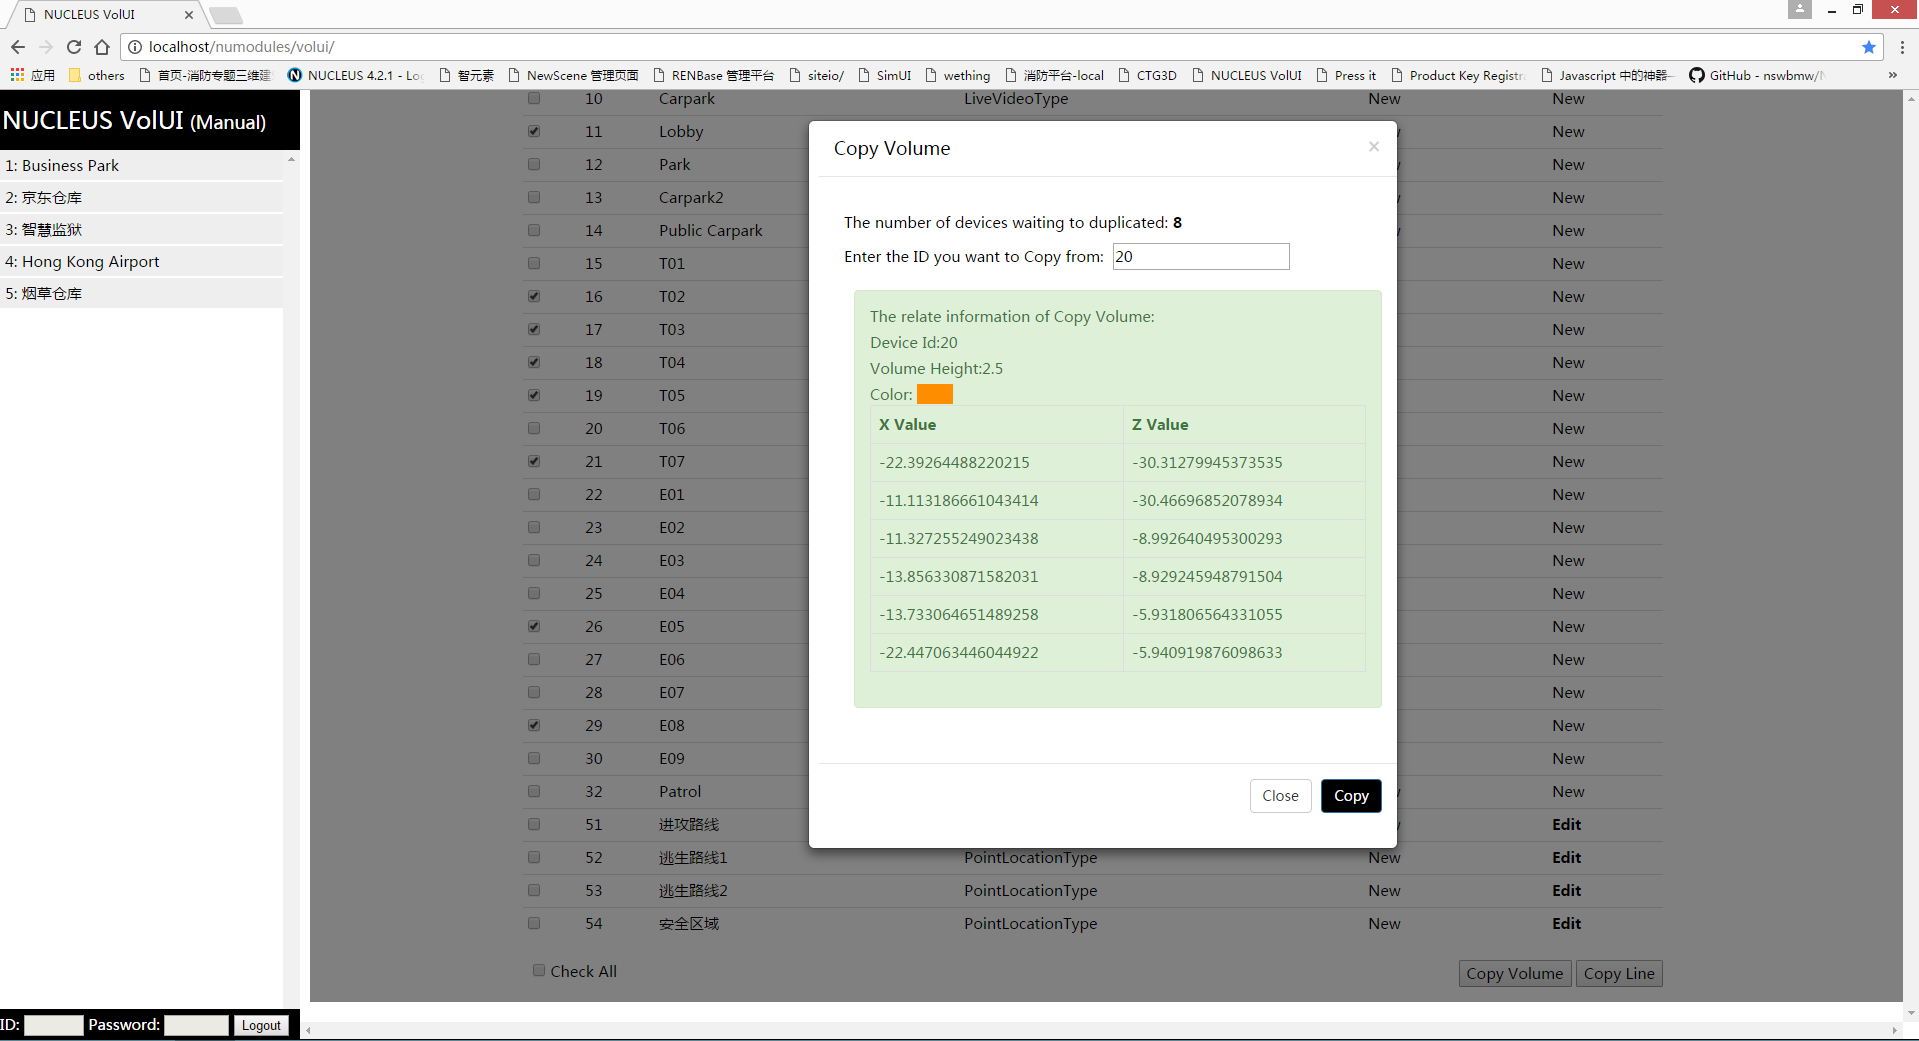 NUCLEUS VolUI
localhost/numodules/volui/
应用 others 首页-消防专题三维建 NUCLEUS 4.2.1 - Log 智元素 NewScene 管理页面 RENBase 管理平台 siteio/ SimUI wething 消防平台-local CTG3D NUCLEUS VolUI Press it Product Key Registra Javascript 中的神器— GitHub - nswbmw/N »
NUCLEUS VolUI (Manual)
1: Business Park
2: 京东仓库
3: 智慧监狱
4: Hong Kong Airport
5: 烟草仓库
ID: Password: Logout
10 Carpark LiveVideoType New New
11 Lobby New
12 Park New
13 Carpark2 New
14 Public Carpark New
15 T01 New
16 T02 New
17 T03 New
18 T04 New
19 T05 New
20 T06 New
21 T07 New
22 E01 New
23 E02 New
24 E03 New
25 E04 New
26 E05 New
27 E06 New
28 E07 New
29 E08 New
30 E09 New
32 Patrol New
51 进攻路线 Edit
52 逃生路线1 PointLocationType New Edit
53 逃生路线2 PointLocationType New Edit
54 安全区域 PointLocationType New Edit
Check All Copy Volume Copy Line
Copy Volume ×
The number of devices waiting to duplicated: 8
Enter the ID you want to Copy from: 20
The relate information of Copy Volume:
Device Id:20
Volume Height:2.5
Color:
X Value Z Value
-22.39264488220215 -30.31279945373535
-11.113186661043414 -30.46696852078934
-11.327255249023438 -8.992640495300293
-13.856330871582031 -8.929245948791504
-13.733064651489258 -5.931806564331055
-22.447063446044922 -5.940919876098633
Close Copy